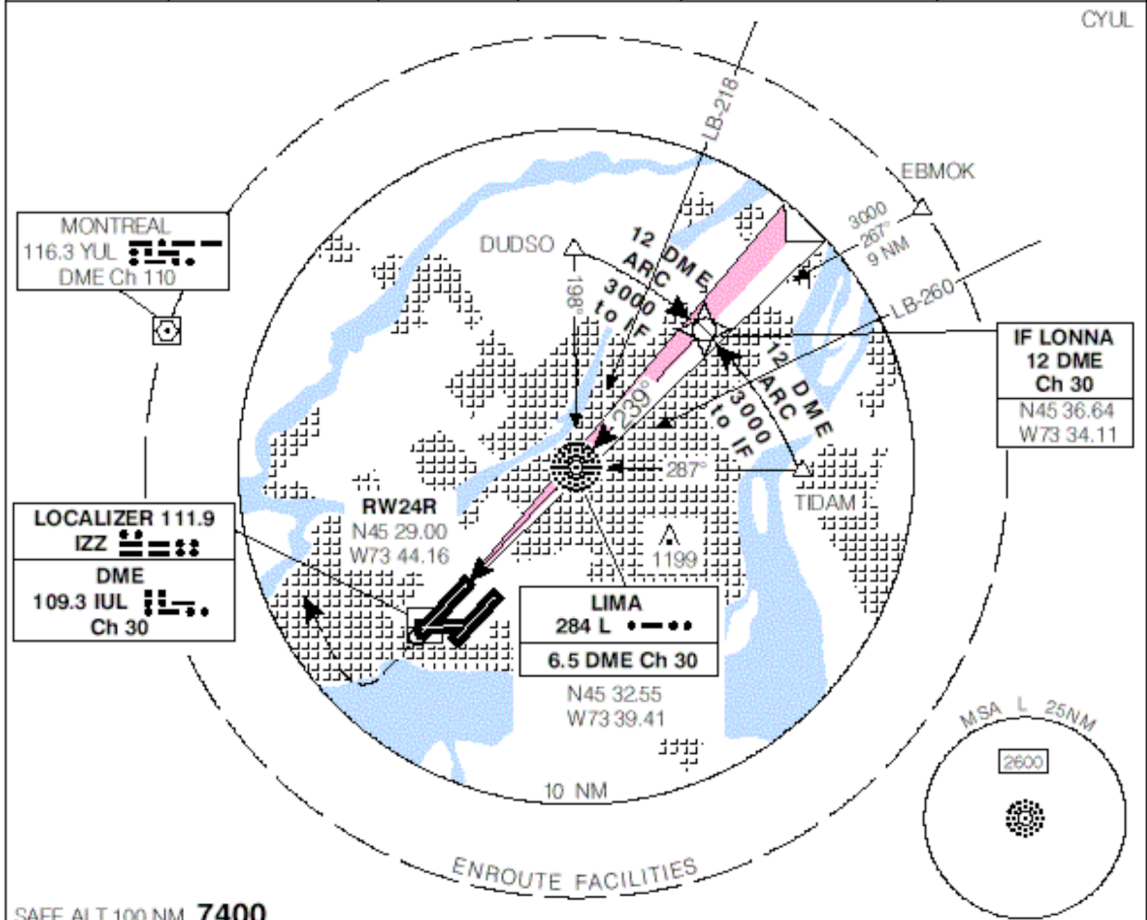 CYUL
LB-218
EBMOK
MONTREAL
116.3 YUL
DME Ch 110
DUDSO
12 DME
ARC
3000
to IF
3000
267°
9 NM
198°
LB-260
IF LONNA
12 DME
Ch 30
N45 36.64
W73 34.11
239°
12 DME
ARC
3000
to IF
287°
TIDAM
LOCALIZER 111.9
IZZ
DME
109.3 IUL
Ch 30
RW24R
N45 29.00
W73 44.16
1199
LIMA
284 L
6.5 DME Ch 30
N45 32.55
W73 39.41
MSA L 25NM
2600
10 NM
ENROUTE FACILITIES
SAFE ALT 100 NM 7400